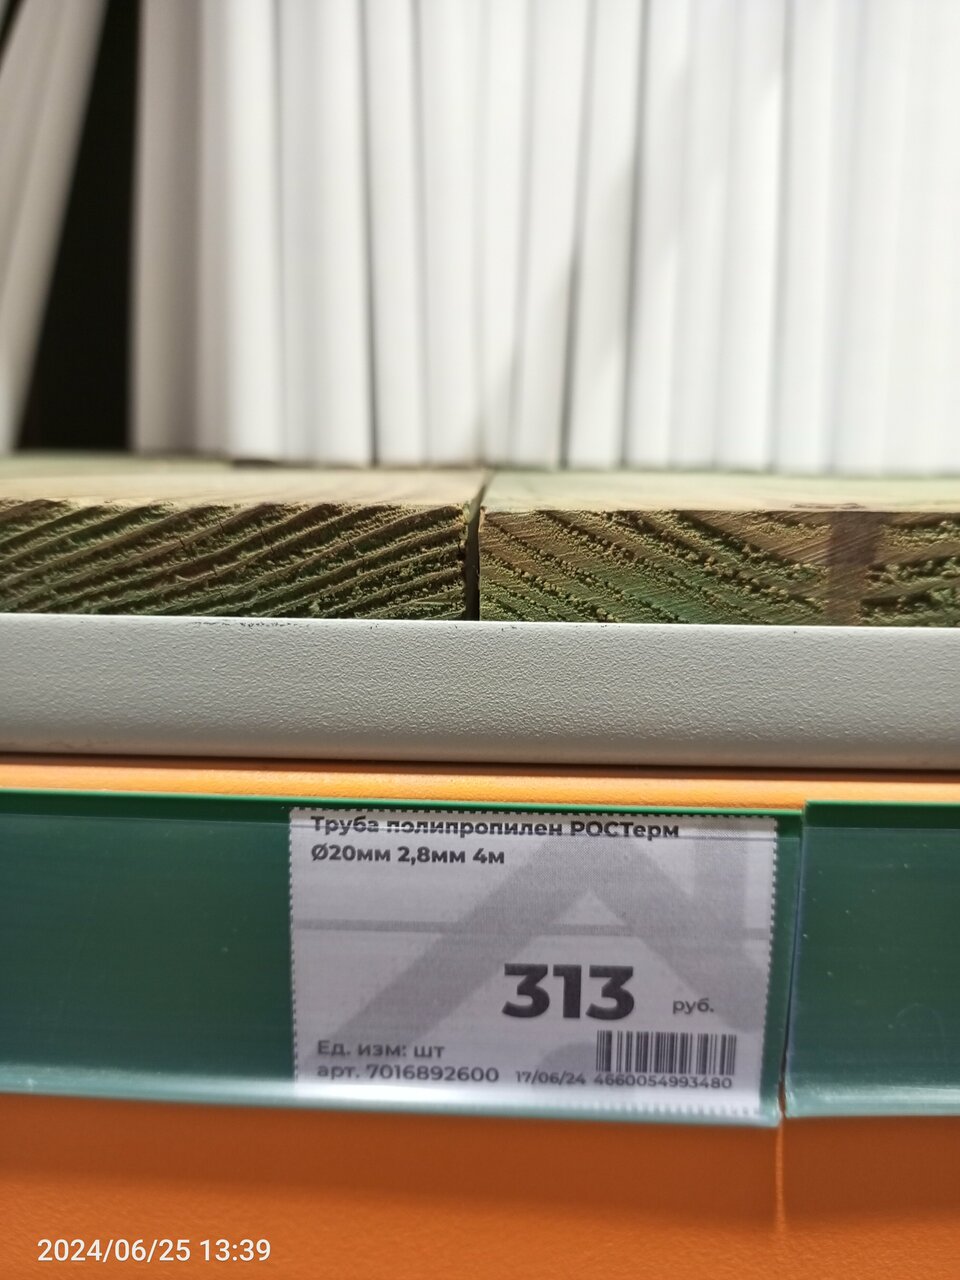 Труба полипропилен РОСТерм
Ø20мм 2,8мм 4м
313 руб.
Ед. изм: шт
арт. 7016892600 17/06/24 4660054993480
2024/06/25 13:39